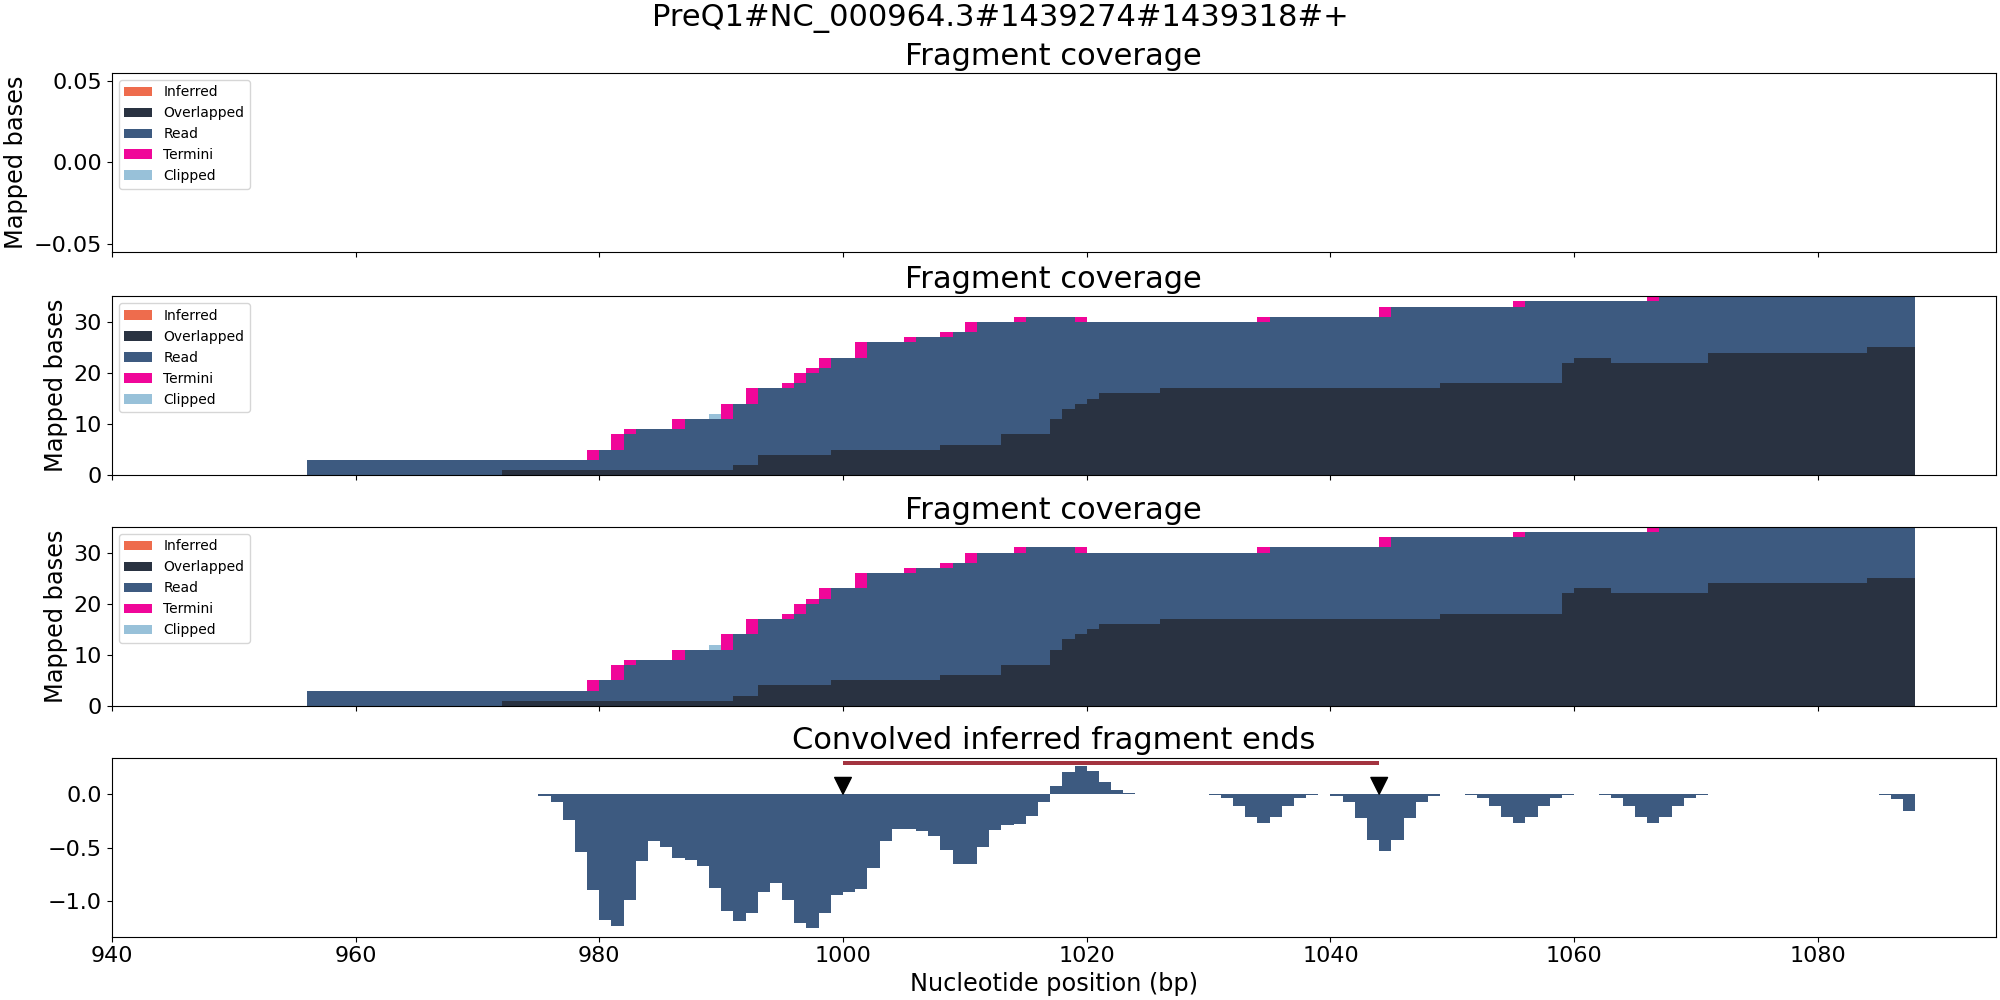 PreQ1#NC_000964.3#1439274#1439318#+
Fragment coverage
Mapped bases
0.05
0.00
−0.05
Inferred
Overlapped
Read
Termini
Clipped
Fragment coverage
Mapped bases
30
20
10
0
Inferred
Overlapped
Read
Termini
Clipped
Fragment coverage
Mapped bases
30
20
10
0
Inferred
Overlapped
Read
Termini
Clipped
Convolved inferred fragment ends
0.0
−0.5
−1.0
940 960 980 1000 1020 1040 1060 1080
Nucleotide position (bp)